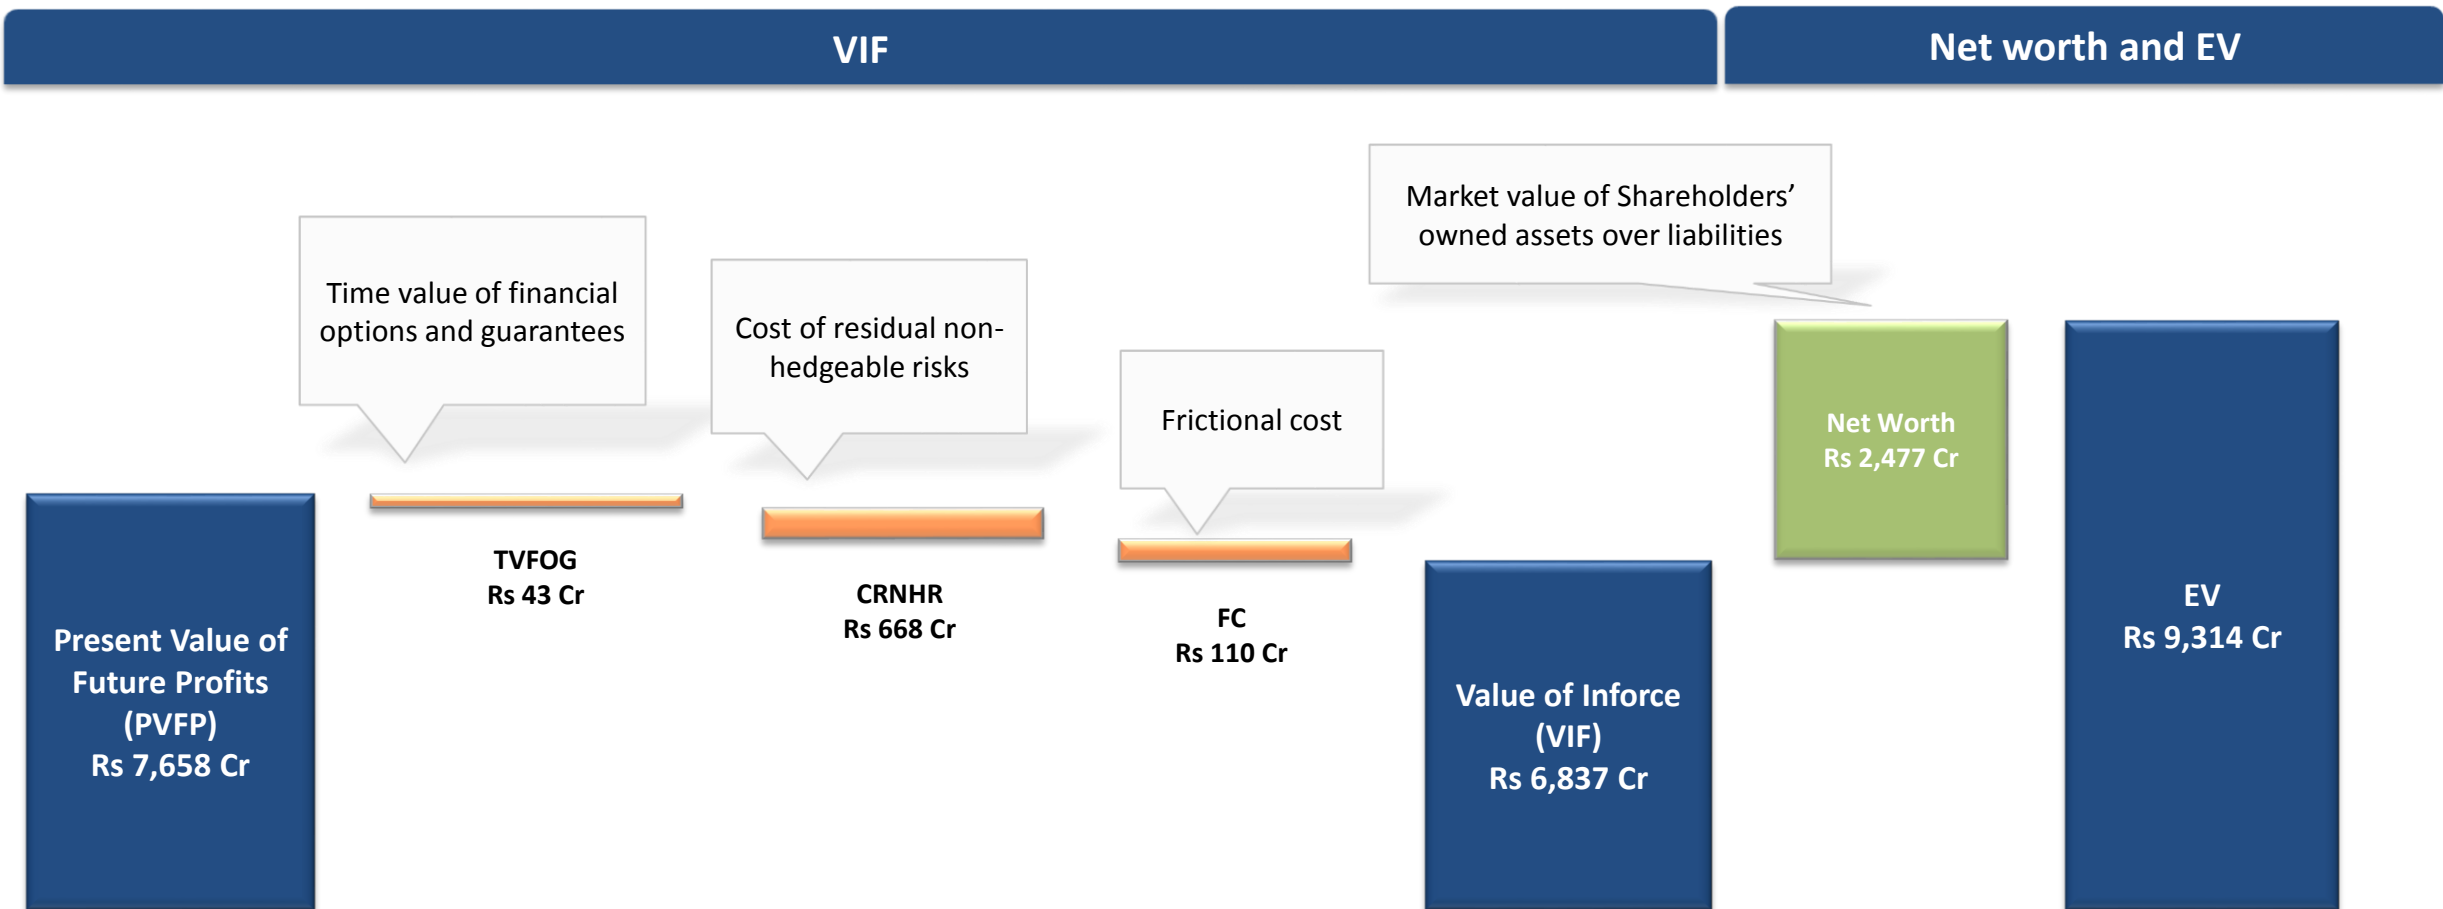 VIF
Net worth and EV
Time value of financial
options and guarantees
Cost of residual non-
hedgeable risks
Frictional cost
Market value of Shareholders’
owned assets over liabilities
Present Value of
Future Profits
(PVFP)
Rs 7,658 Cr
TVFOG
Rs 43 Cr
CRNHR
Rs 668 Cr
FC
Rs 110 Cr
Value of Inforce
(VIF)
Rs 6,837 Cr
Net Worth
Rs 2,477 Cr
EV
Rs 9,314 Cr